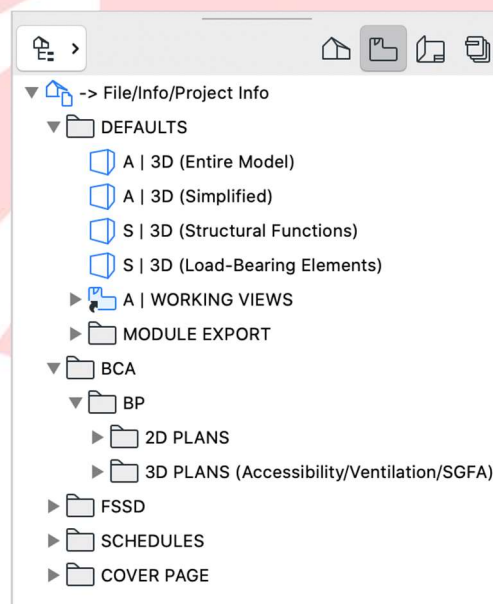 -> File/Info/Project Info
DEFAULTS
A | 3D (Entire Model)
A | 3D (Simplified)
S | 3D (Structural Functions)
S | 3D (Load-Bearing Elements)
A | WORKING VIEWS
MODULE EXPORT
BCA
BP
2D PLANS
3D PLANS (Accessibility/Ventilation/SGFA)
FSSD
SCHEDULES
COVER PAGE